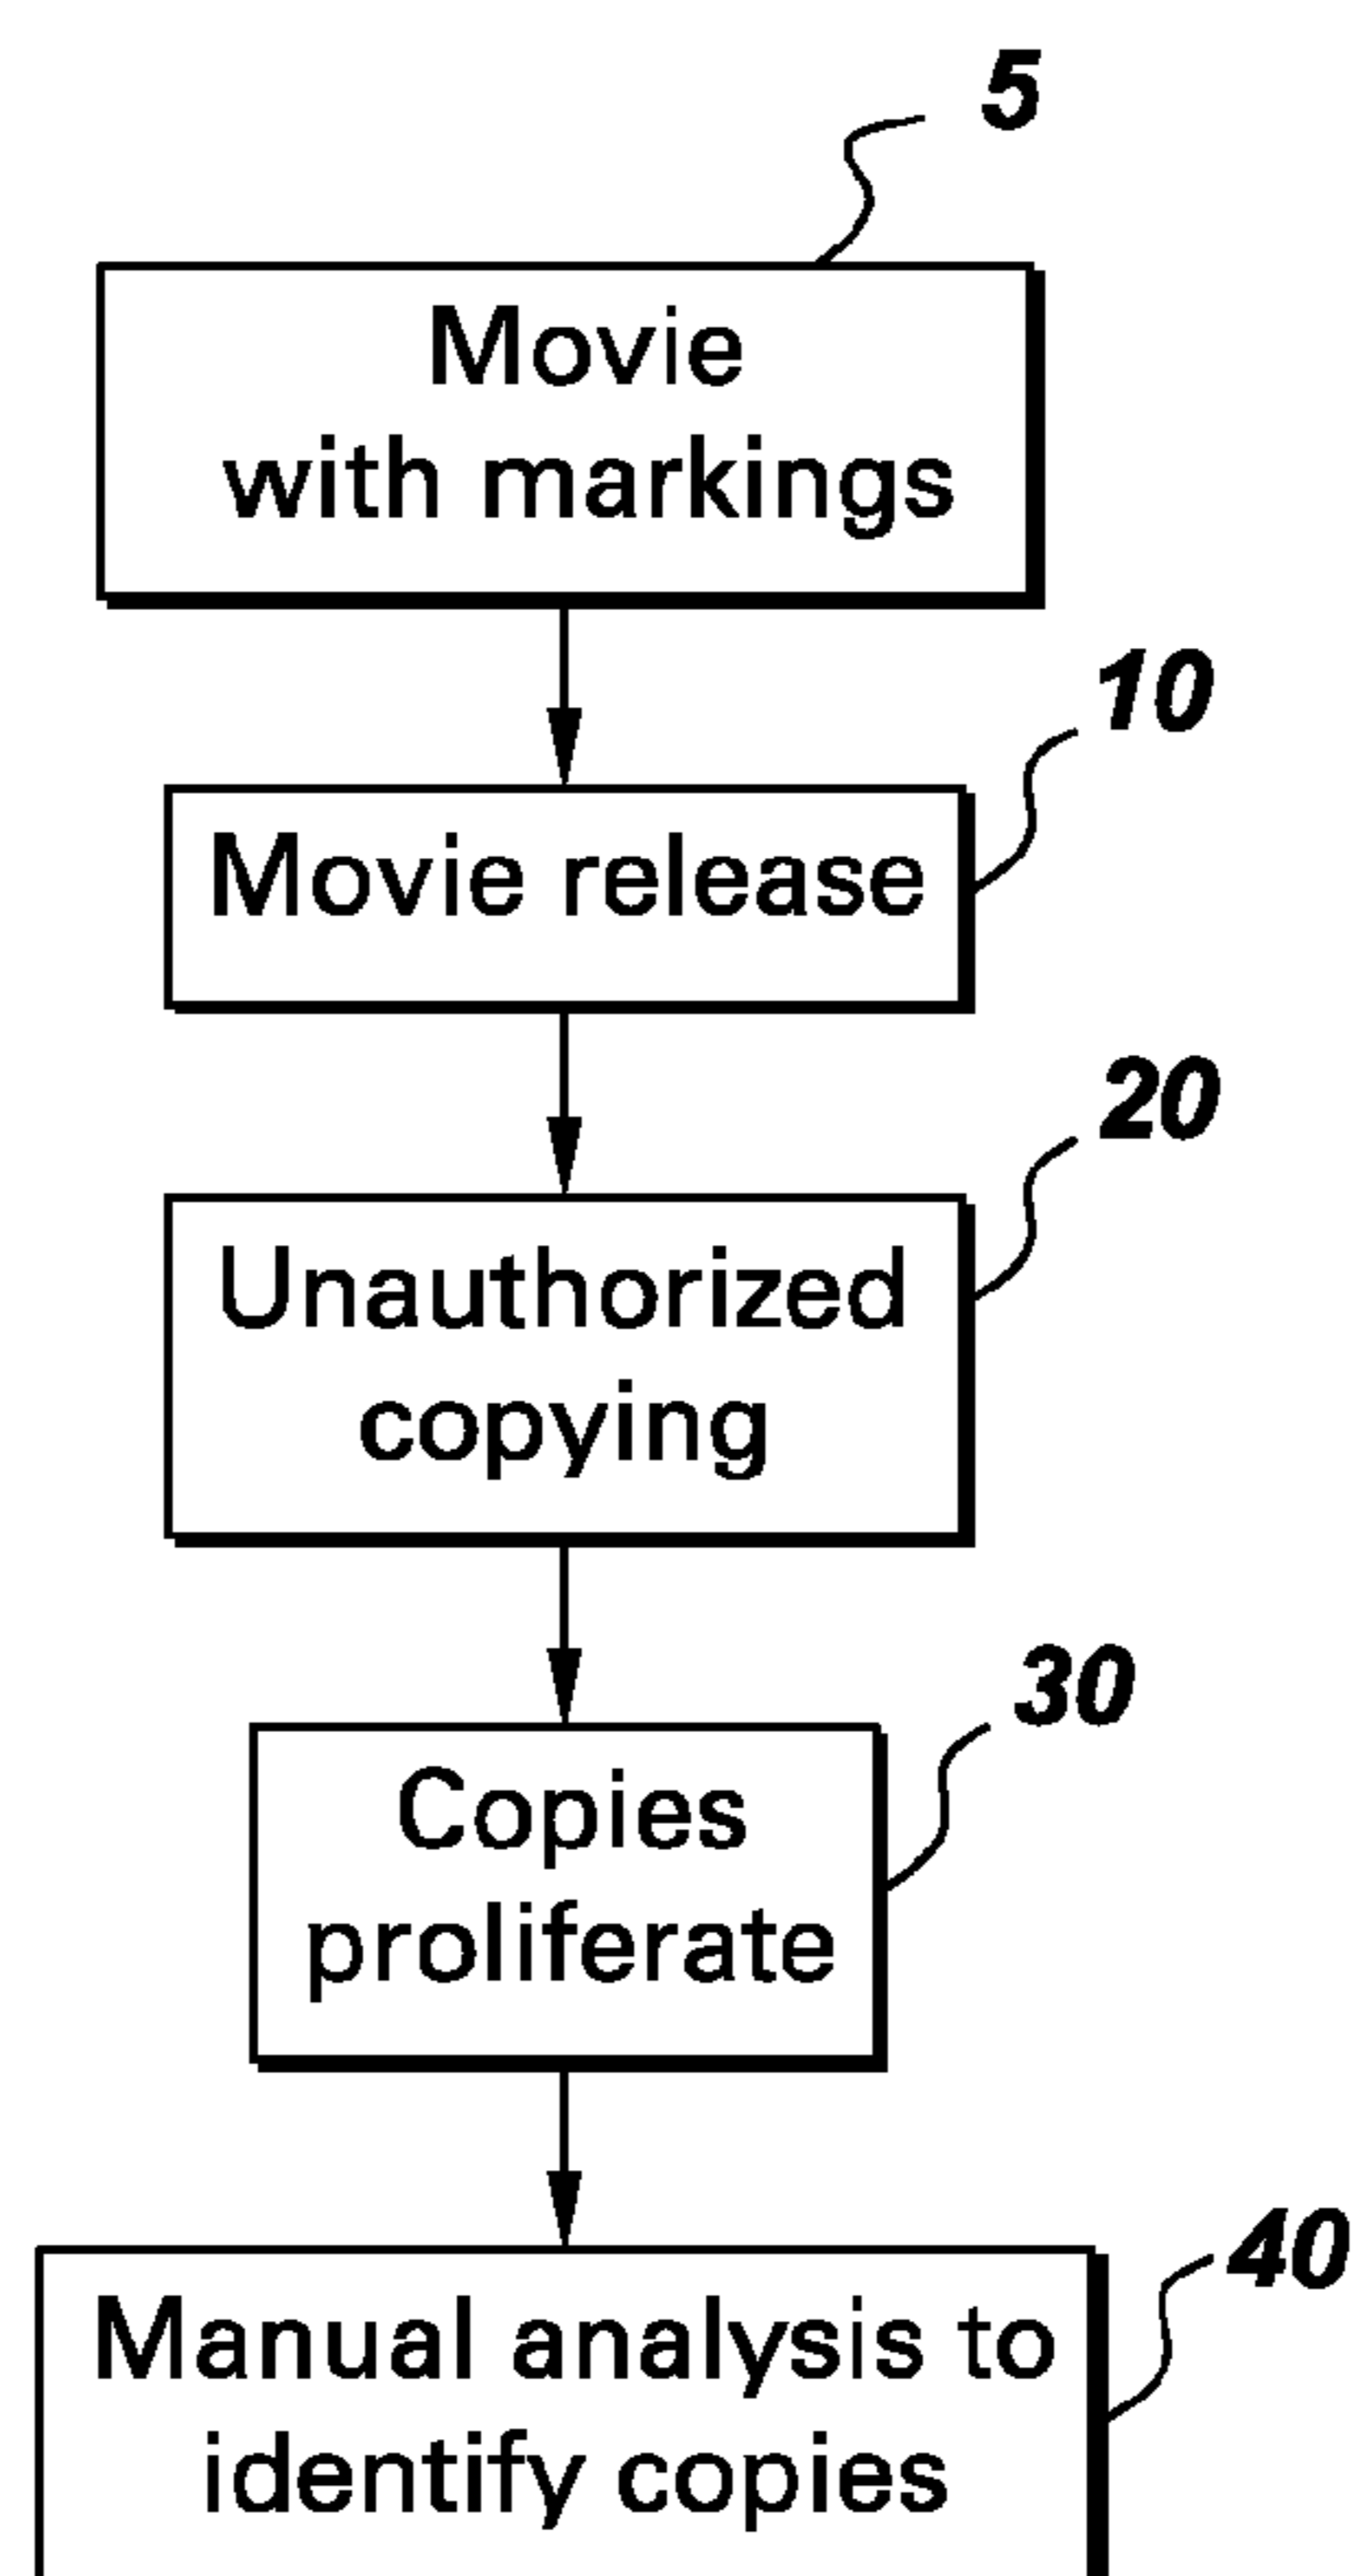 5
Movie
with markings
10
Movie release
20
Unauthorized
copying
30
Copies
proliferate
40
Manual analysis to
identify copies